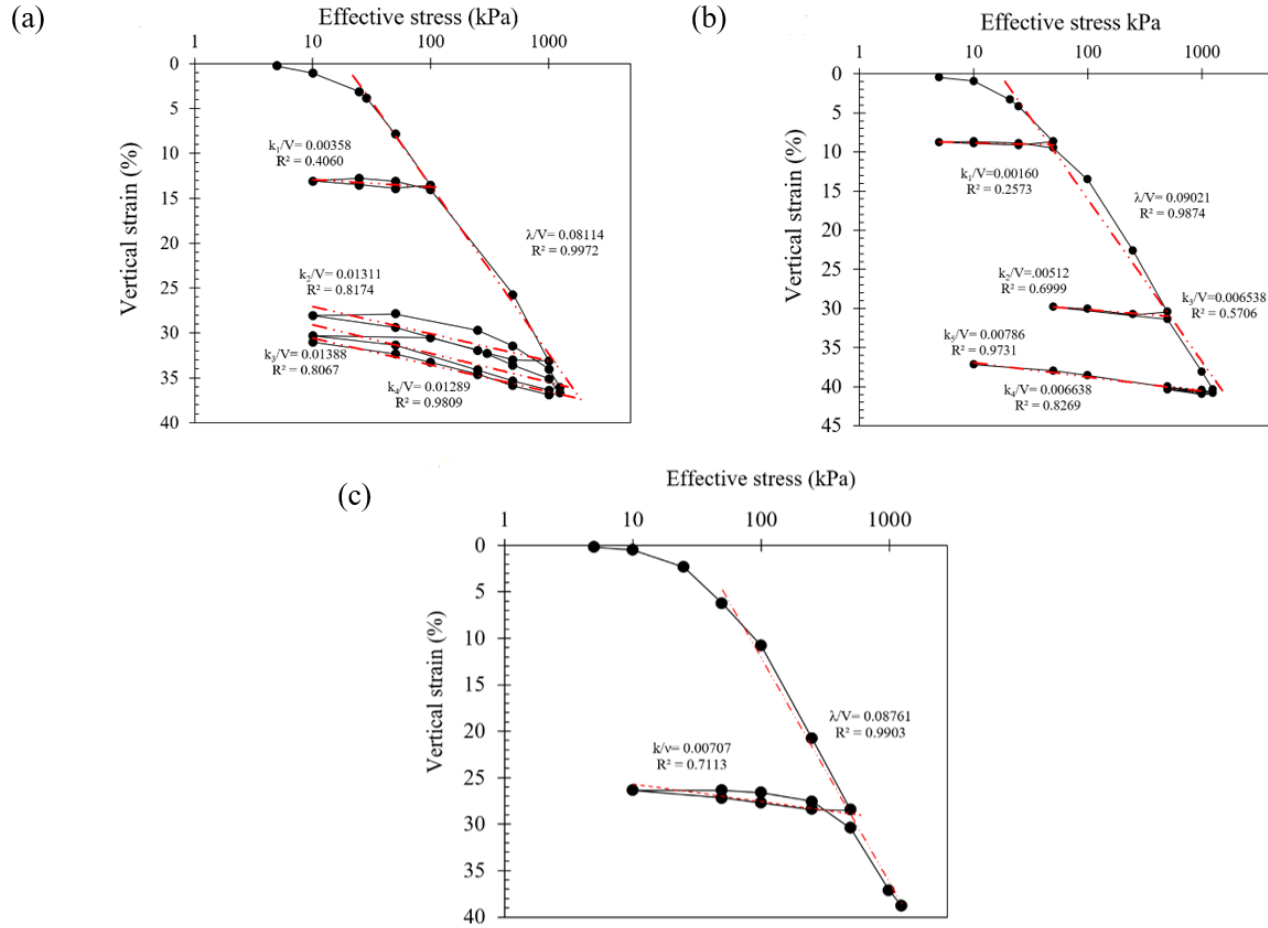 (a)
Effective stress (kPa)
1 10 100 1000
Vertical strain (%)
0
5
10
15
20
25
30
35
40
k₁/V= 0.00358
R² = 0.4060
λ/V= 0.08114
R² = 0.9972
k₂/V= 0.01311
R² = 0.8174
k₃/V= 0.01388
R² = 0.8067
k₄/V= 0.01289
R² = 0.9809
(b)
Effective stress kPa
1 10 100 1000
Vertical strain (%)
0
5
10
15
20
25
30
35
40
45
k₁/V=0.00160
R² = 0.2573
λ/V= 0.09021
R² = 0.9874
k₂/V=.00512
R² = 0.6999
k₃/V=0.006538
R² = 0.5706
k₅/V= 0.00786
R² = 0.9731
k₄/V= 0.006638
R² = 0.8269
(c)
Effective stress (kPa)
1 10 100 1000
Vertical strain (%)
0
5
10
15
20
25
30
35
40
λ/V= 0.08761
R² = 0.9903
k/v= 0.00707
R² = 0.7113